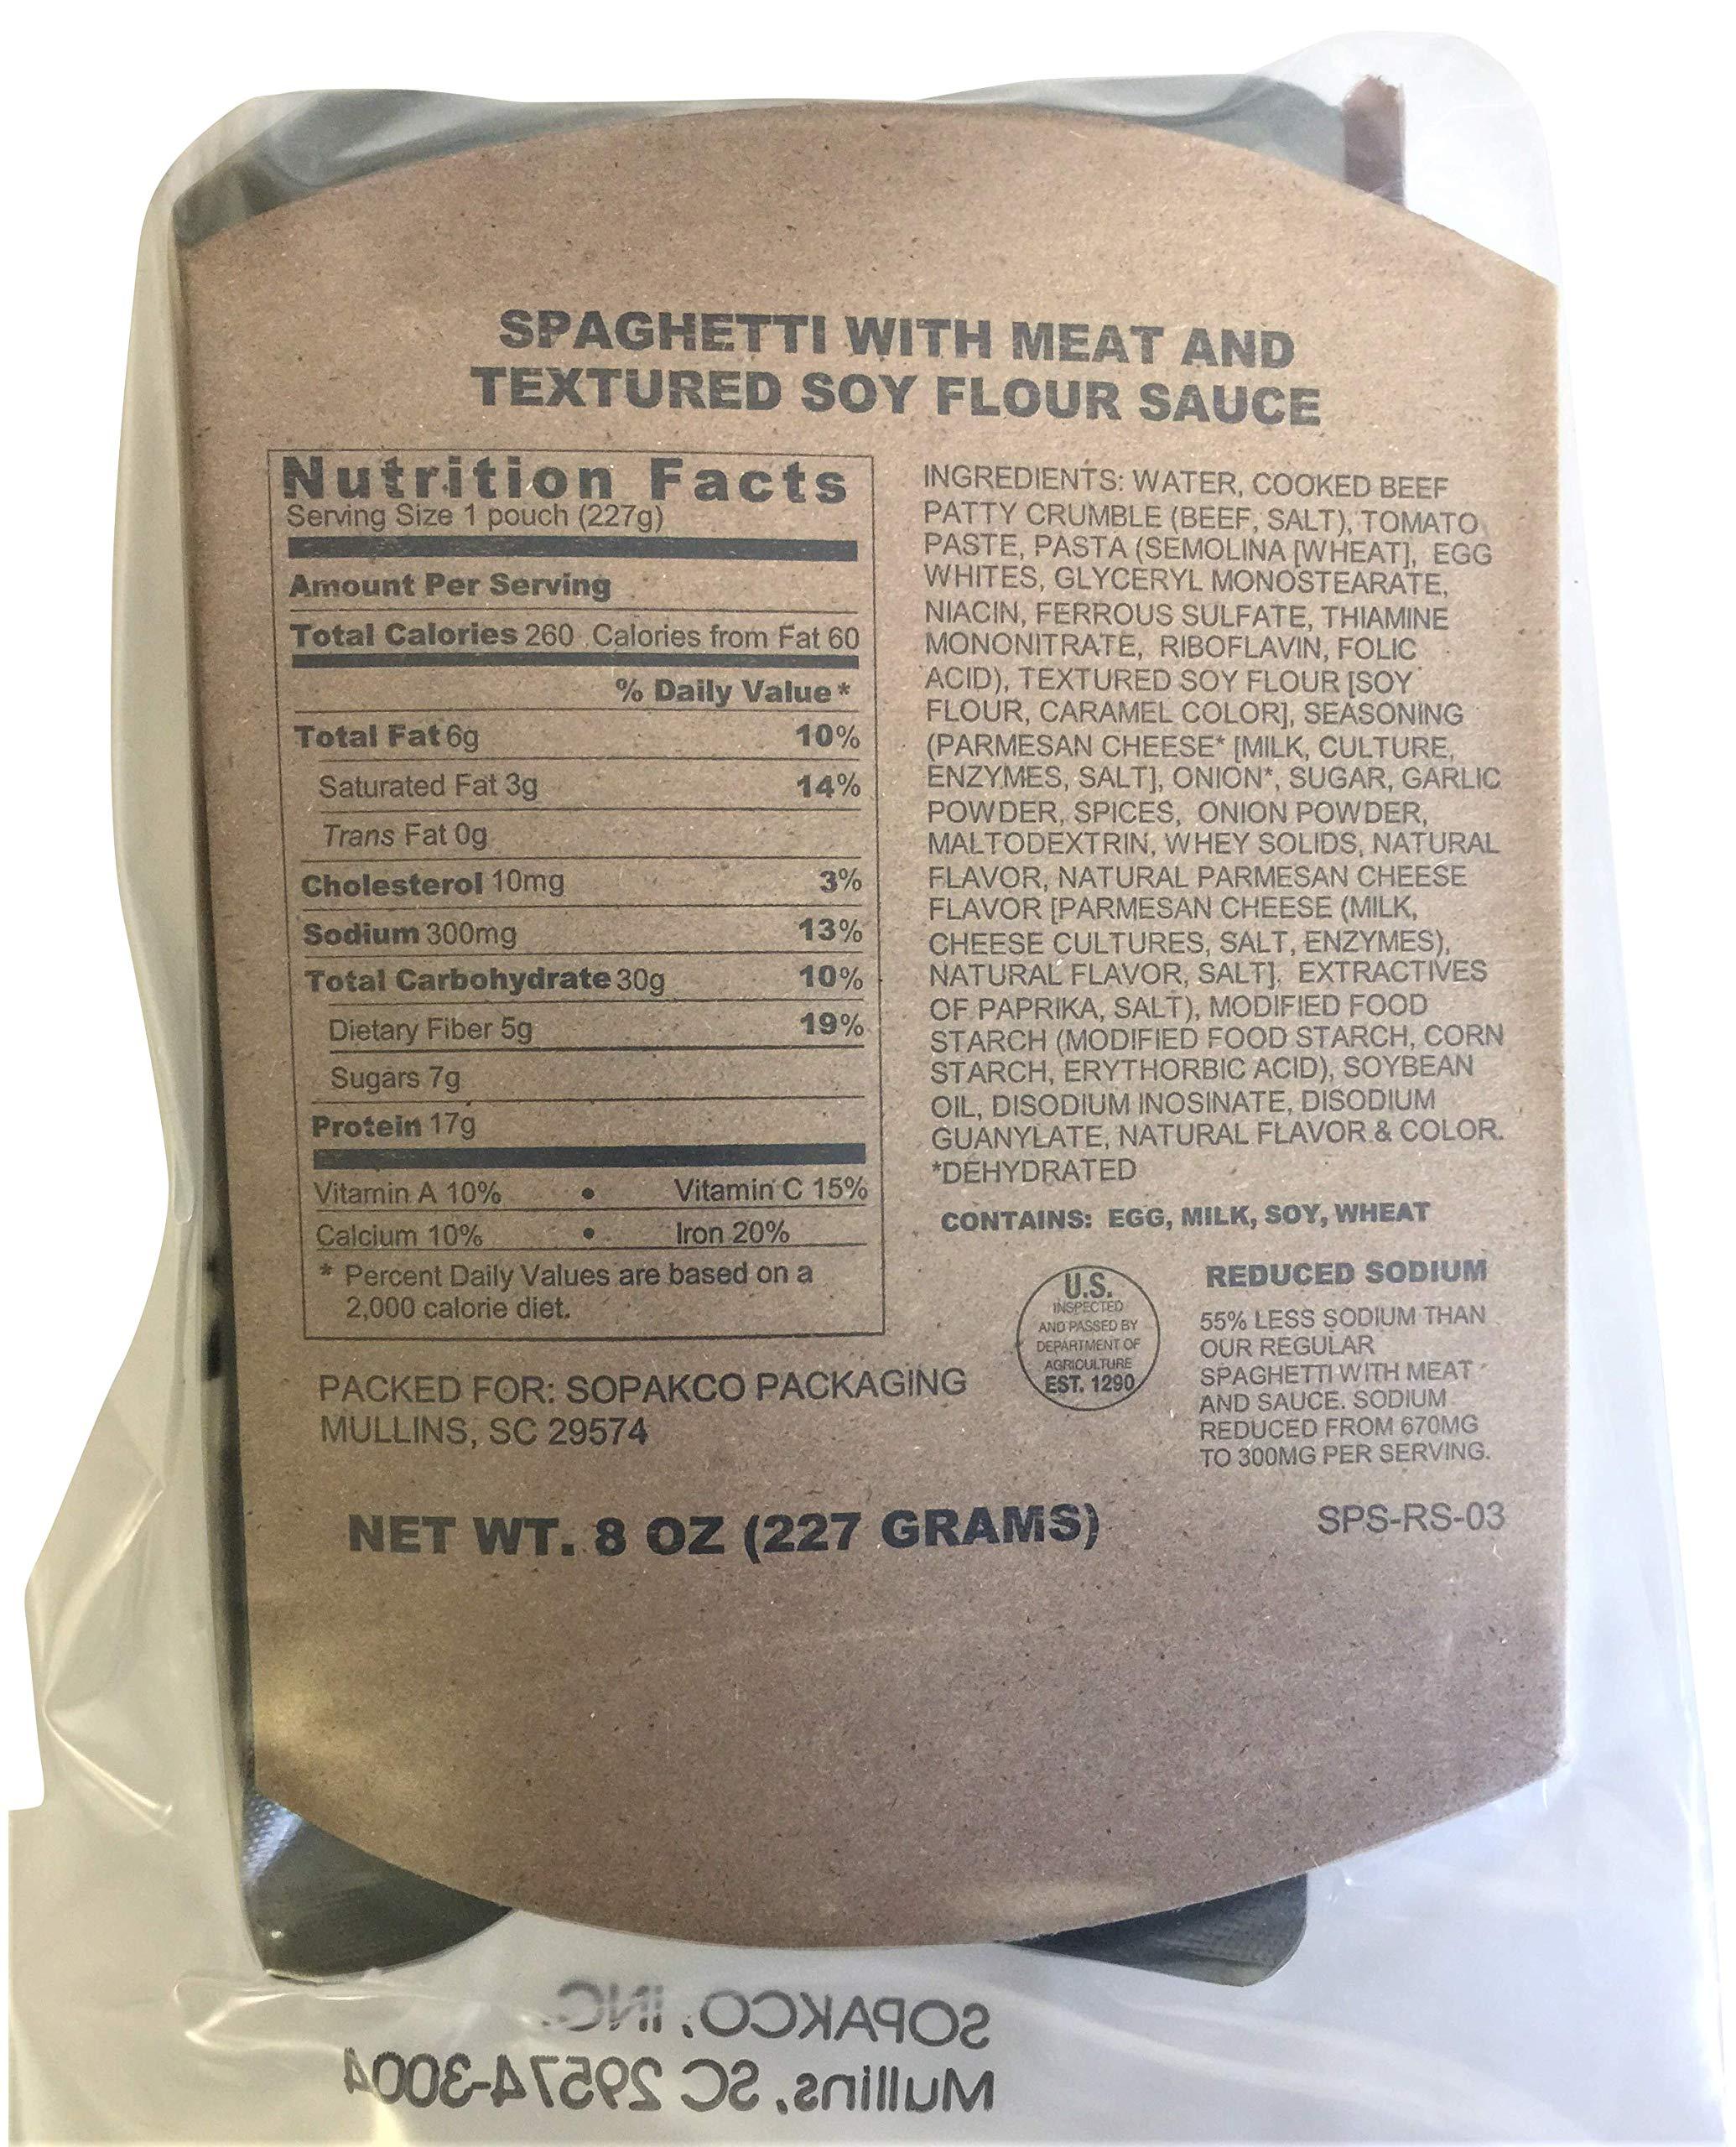 SPAGHETTI WITH MEAT AND
TEXTURED SOY FLOUR SAUCE
Nutrition Facts
Serving Size 1 pouch (227g)
Amount Per Serving
Total Calories 260 Calories from Fat 60
% Daily Value*
Total Fat 6g 10%
Saturated Fat 3g 14%
Trans Fat 0g
Cholesterol 10mg 3%
Sodium 300mg 13%
Total Carbohydrate 30g 10%
Dietary Fiber 5g 19%
Sugars 7g
Protein 17g
Vitamin A 10% • Vitamin C 15%
Calcium 10% • Iron 20%
* Percent Daily Values are based on a
2,000 calorie diet.
INGREDIENTS: WATER, COOKED BEEF
PATTY CRUMBLE (BEEF, SALT), TOMATO
PASTE, PASTA (SEMOLINA [WHEAT], EGG
WHITES, GLYCERYL MONOSTEARATE,
NIACIN, FERROUS SULFATE, THIAMINE
MONONITRATE, RIBOFLAVIN, FOLIC
ACID), TEXTURED SOY FLOUR [SOY
FLOUR, CARAMEL COLOR], SEASONING
(PARMESAN CHEESE* [MILK, CULTURE,
ENZYMES, SALT], ONION*, SUGAR, GARLIC
POWDER, SPICES, ONION POWDER,
MALTODEXTRIN, WHEY SOLIDS, NATURAL
FLAVOR, NATURAL PARMESAN CHEESE
FLAVOR [PARMESAN CHEESE (MILK,
CHEESE CULTURES, SALT, ENZYMES),
NATURAL FLAVOR, SALT], EXTRACTIVES
OF PAPRIKA, SALT), MODIFIED FOOD
STARCH (MODIFIED FOOD STARCH, CORN
STARCH, ERYTHORBIC ACID), SOYBEAN
OIL, DISODIUM INOSINATE, DISODIUM
GUANYLATE, NATURAL FLAVOR & COLOR.
*DEHYDRATED
CONTAINS: EGG, MILK, SOY, WHEAT
U.S.
INSPECTED
AND PASSED BY
DEPARTMENT OF
AGRICULTURE
EST. 1290
REDUCED SODIUM
55% LESS SODIUM THAN
OUR REGULAR
SPAGHETTI WITH MEAT
AND SAUCE. SODIUM
REDUCED FROM 670MG
TO 300MG PER SERVING.
PACKED FOR: SOPAKCO PACKAGING
MULLINS, SC 29574
NET WT. 8 OZ (227 GRAMS)
SPS-RS-03
SOPAKCO, INC.
Mullins, SC 29574-3004